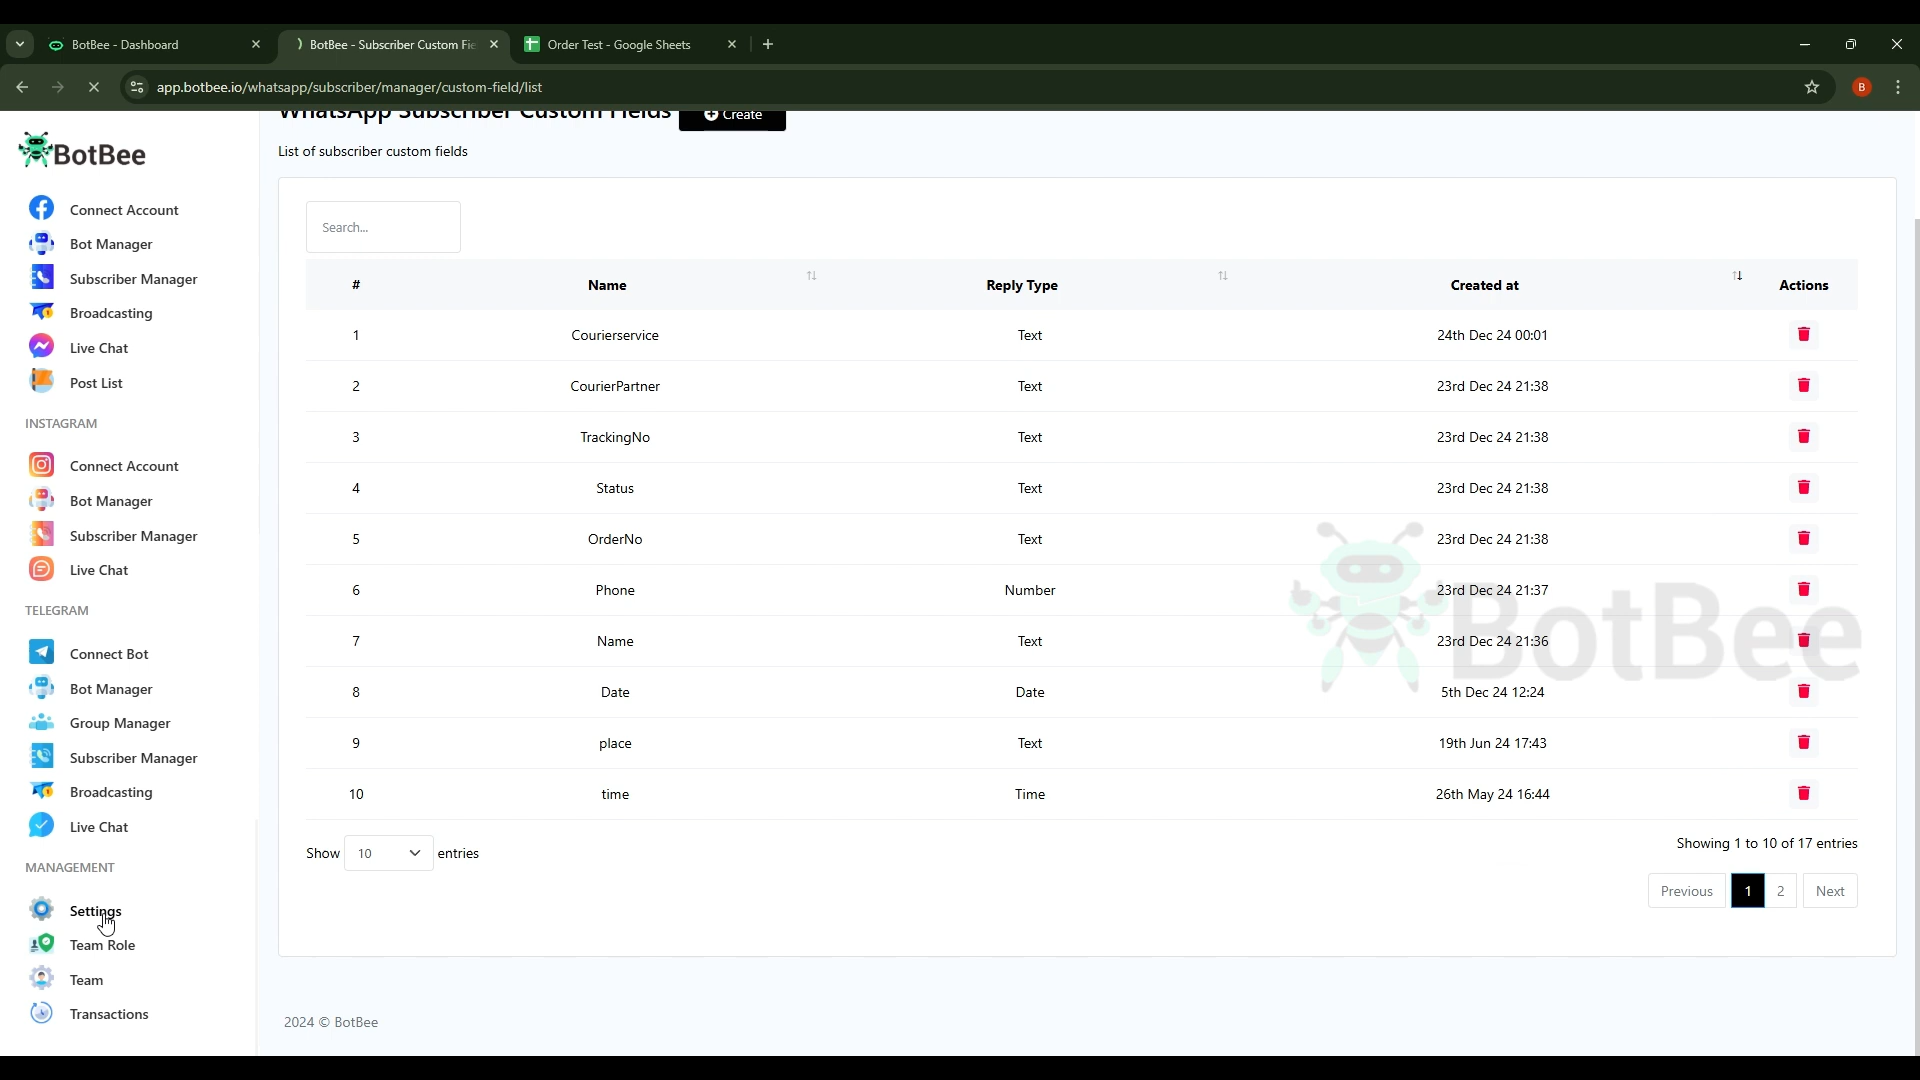 BotBee - Dashboard
BotBee - Subscriber Custom Fie
Order Test - Google Sheets
app.botbee.io/whatsapp/subscriber/manager/custom-field/list
B
WhatsApp Subscriber Custom Fields
Create
List of subscriber custom fields
BotBee
Connect Account
Bot Manager
Subscriber Manager
Broadcasting
Live Chat
Post List
INSTAGRAM
Connect Account
Bot Manager
Subscriber Manager
Live Chat
TELEGRAM
Connect Bot
Bot Manager
Group Manager
Subscriber Manager
Broadcasting
Live Chat
MANAGEMENT
Settings
Team Role
Team
Transactions
Search...
# Name Reply Type Created at Actions
1 Courierservice Text 24th Dec 24 00:01
2 CourierPartner Text 23rd Dec 24 21:38
3 TrackingNo Text 23rd Dec 24 21:38
4 Status Text 23rd Dec 24 21:38
5 OrderNo Text 23rd Dec 24 21:38
6 Phone Number 23rd Dec 24 21:37
7 Name Text 23rd Dec 24 21:36
8 Date Date 5th Dec 24 12:24
9 place Text 19th Jun 24 17:43
10 time Time 26th May 24 16:44
BotBee
Show 10 entries
Showing 1 to 10 of 17 entries
Previous 1 2 Next
2024 © BotBee